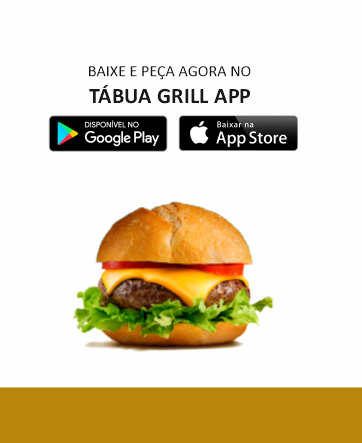 BAIXE E PEÇA AGORA NO
TÁBUA GRILL APP
DISPONÍVEL NO
Google Play
Baixar na
App Store